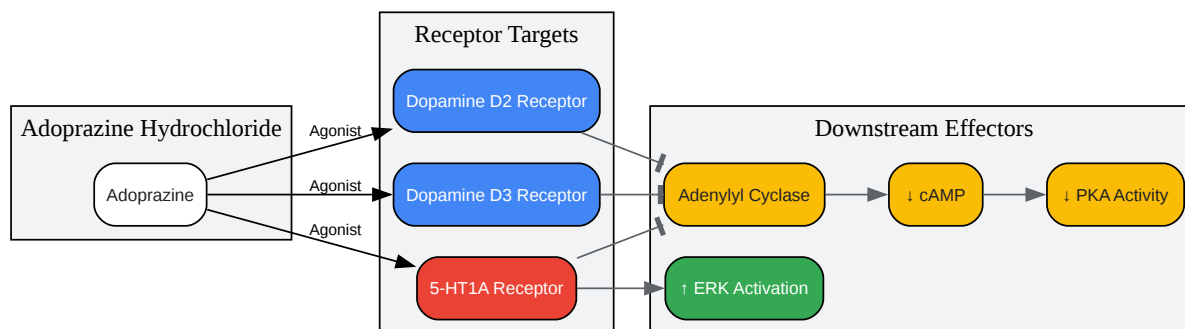 Receptor Targets
Adoprazine Hydrochloride
Downstream Effectors
Adoprazine
Agonist
Agonist
Agonist
Dopamine D2 Receptor
Dopamine D3 Receptor
5-HT1A Receptor
Adenylyl Cyclase
↓ cAMP
↓ PKA Activity
↑ ERK Activation